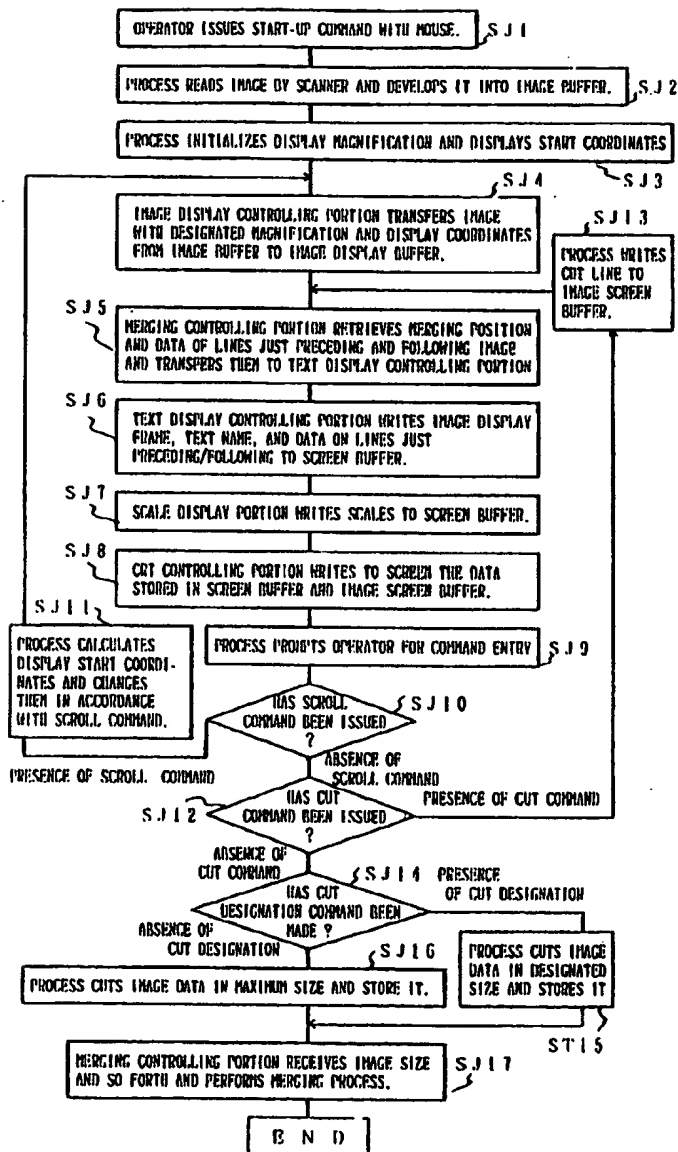 OPERATOR ISSUES START-UP COMMAND WITH MOUSE.
SJ1
PROCESS READS IMAGE BY SCANNER AND DEVELOPS IT INTO IMAGE BUFFER.
SJ2
PROCESS INITIALIZES DISPLAY MAGNIFICATION AND DISPLAYS START COORDINATES
SJ3
SJ4
IMAGE DISPLAY CONTROLLING PORTION TRANSFERS IMAGE
WITH DESIGNATED MAGNIFICATION AND DISPLAY COORDINATES
FROM IMAGE BUFFER TO IMAGE DISPLAY BUFFER.
SJ13
PROCESS WRITES
CUT LINE TO
IMAGE SCREEN
BUFFER.
SJ5
MERGING CONTROLLING PORTION RETRIEVES MERGING POSITION
AND DATA OF LINES JUST PRECEDING AND FOLLOWING IMAGE
AND TRANSFERS THEM TO TEXT DISPLAY CONTROLLING PORTION
SJ6
TEXT DISPLAY CONTROLLING PORTION WRITES IMAGE DISPLAY
FRAME, TEXT NAME, AND DATA ON LINES JUST
PRECEDING/FOLLOWING TO SCREEN BUFFER.
SJ7
SCALE DISPLAY PORTION WRITES SCALES TO SCREEN BUFFER.
SJ8
CRT CONTROLLING PORTION WRITES TO SCREEN THE DATA
STORED IN SCREEN BUFFER AND IMAGE SCREEN BUFFER.
SJ11
PROCESS CALCULATES
DISPLAY START COORDI-
NATES AND CHANGES
THEM IN ACCORDANCE
WITH SCROLL COMMAND.
PROCESS PROMPTS OPERATOR FOR COMMAND ENTRY
SJ9
HAS SCROLL
COMMAND BEEN ISSUED
?
SJ10
PRESENCE OF SCROLL COMMAND
ABSENCE OF
SCROLL COMMAND
SJ12
HAS CUT
COMMAND BEEN ISSUED
?
PRESENCE OF CUT COMMAND
ABSENCE OF
CUT COMMAND
SJ14
HAS CUT
DESIGNATION COMMAND BEEN
MADE ?
PRESENCE
OF CUT DESIGNATION
ABSENCE OF
CUT DESIGNATION
SJ16
PROCESS CUTS IMAGE DATA IN MAXIMUM SIZE AND STORE IT.
PROCESS CUTS IMAGE
DATA IN DESIGNATED
SIZE AND STORES IT
ST15
MERGING CONTROLLING PORTION RECEIVES IMAGE SIZE
AND SO FORTH AND PERFORMS MERGING PROCESS.
SJ17
END